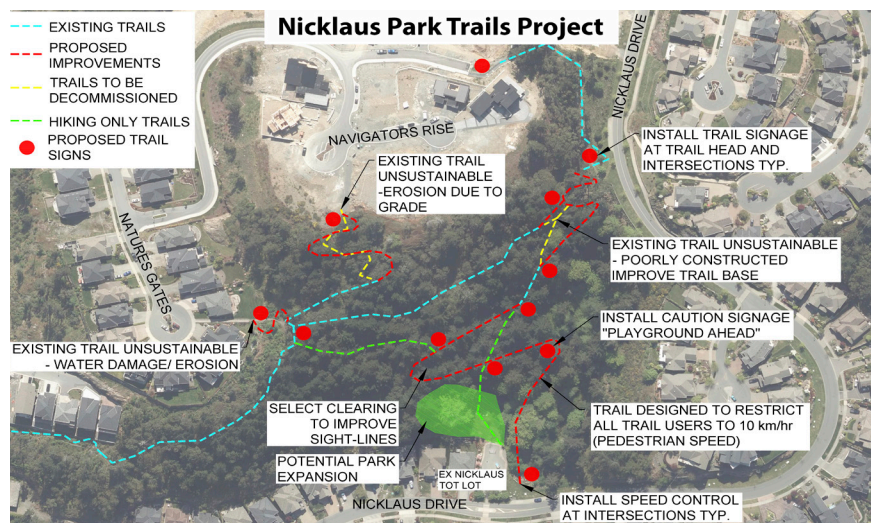 Nicklaus Park Trails Project
EXISTING TRAILS
PROPOSED
IMPROVEMENTS
TRAILS TO BE
DECOMMISSIONED
HIKING ONLY TRAILS
PROPOSED TRAIL
SIGNS
NICKLAUS DRIVE
NAVIGATORS RISE
INSTALL TRAIL SIGNAGE
AT TRAIL HEAD AND
INTERSECTIONS TYP.
EXISTING TRAIL
UNSUSTAINABLE
-EROSION DUE TO
GRADE
NATURES GATES
EXISTING TRAIL UNSUSTAINABLE
- POORLY CONSTRUCTED
IMPROVE TRAIL BASE
INSTALL CAUTION SIGNAGE
"PLAYGROUND AHEAD"
EXISTING TRAIL UNSUSTAINABLE
- WATER DAMAGE/ EROSION
SELECT CLEARING
TO IMPROVE
SIGHT-LINES
TRAIL DESIGNED TO RESTRICT
ALL TRAIL USERS TO 10 km/hr
(PEDESTRIAN SPEED)
POTENTIAL PARK
EXPANSION
EX NICKLAUS
TOT LOT
NICKLAUS DRIVE
INSTALL SPEED CONTROL
AT INTERSECTIONS TYP.